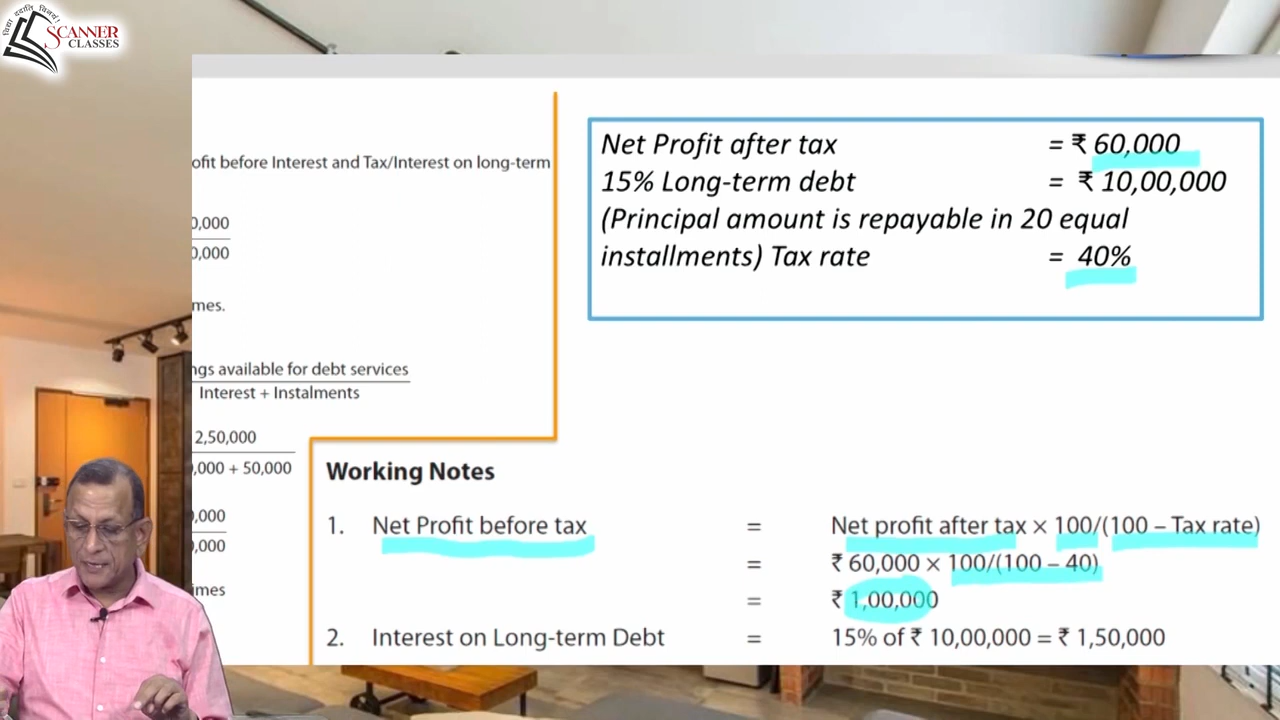 विद्या ददाति विनयं
SCANNER
CLASSES
ofit before Interest and Tax/Interest on long-term
0,000
0,000
mes.
ngs available for debt services
Interest + Instalments
2,50,000
,000 + 50,000
,000
0,000
imes
Net Profit after tax = ₹ 60,000
15% Long-term debt = ₹ 10,00,000
(Principal amount is repayable in 20 equal
installments) Tax rate = 40%
Working Notes
1. Net Profit before tax = Net profit after tax × 100/(100 – Tax rate)
= ₹ 60,000 × 100/(100 – 40)
= ₹ 1,00,000
2. Interest on Long-term Debt = 15% of ₹ 10,00,000 = ₹ 1,50,000